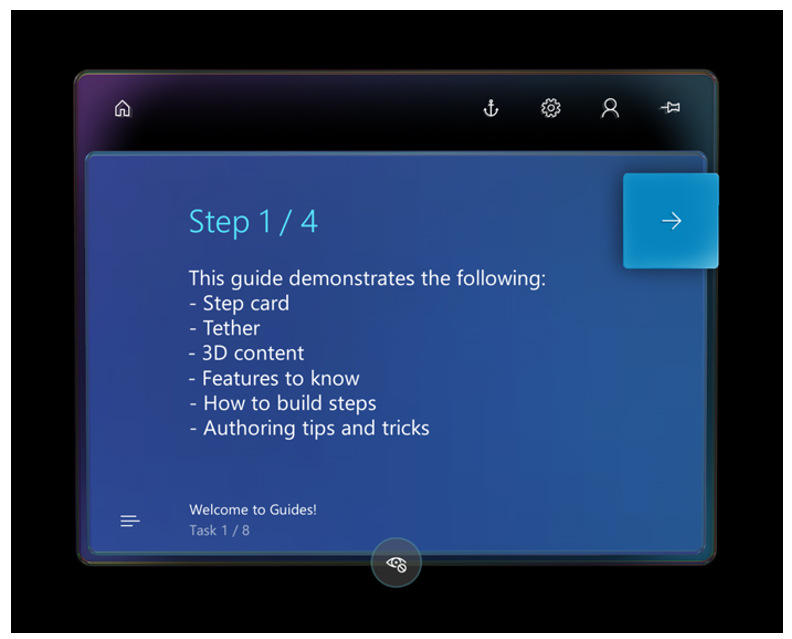 Step 1 / 4
This guide demonstrates the following:
- Step card
- Tether
- 3D content
- Features to know
- How to build steps
- Authoring tips and tricks
Welcome to Guides!
Task 1 / 8